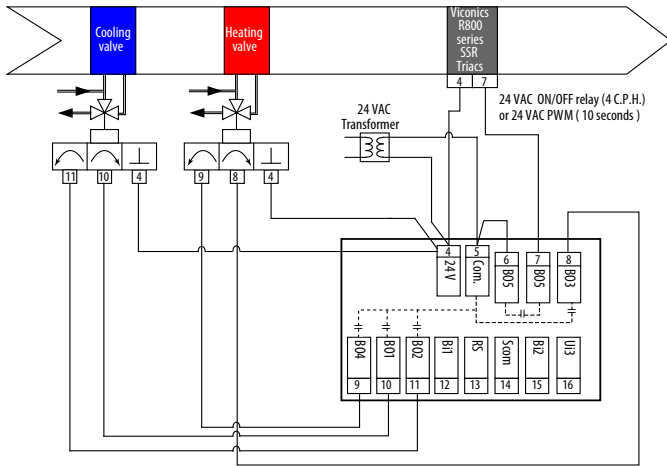 Cooling
valve
Heating
valve
Viconics
R800
series
SSR
Triacs
4 7
24 VAC ON/OFF relay (4 C.P.H.)
or 24 VAC PWM ( 10 seconds )
24 VAC
Transformer
11 10 4
9 8 4
4 5 6 7 8
24 V Com. BO5 BO5 BO3
BO4 BO1 BO2 Bi1 RS Scom Bi2 Ui3
9 10 11 12 13 14 15 16